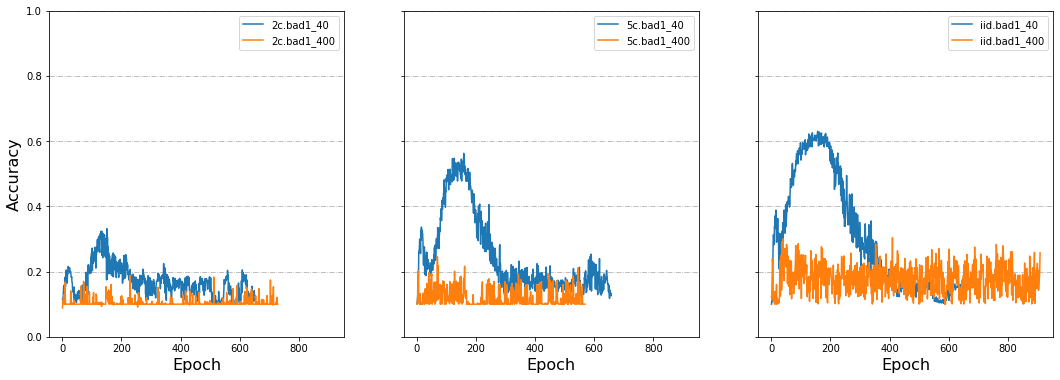 1.0
0.8
0.6
0.4
0.2
0.0
Accuracy
0 200 400 600 800
Epoch
2c.bad1_40
2c.bad1_400
0 200 400 600 800
Epoch
5c.bad1_40
5c.bad1_400
0 200 400 600 800
Epoch
iid.bad1_40
iid.bad1_400